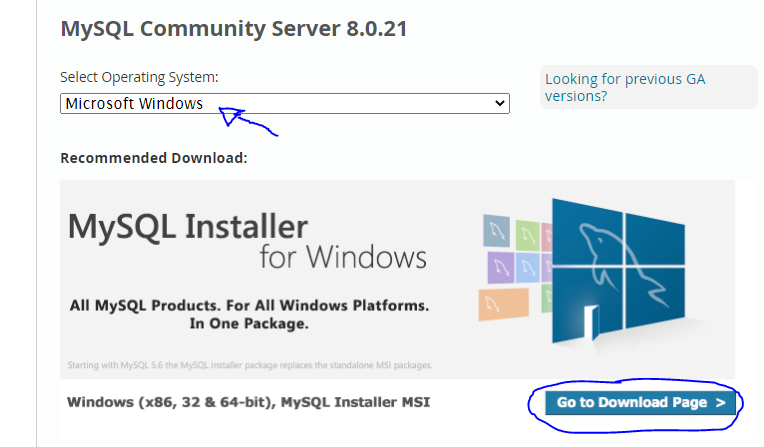 MySQL Community Server 8.0.21
Select Operating System:
Looking for previous GA
versions?
Microsoft Windows
Recommended Download:
MySQL Installer
for Windows
All MySQL Products. For All Windows Platforms.
In One Package.
Starting with MySQL 5.6 the MySQL Installer package replaces the standalone MSI packages.
Windows (x86, 32 & 64-bit), MySQL Installer MSI
Go to Download Page >